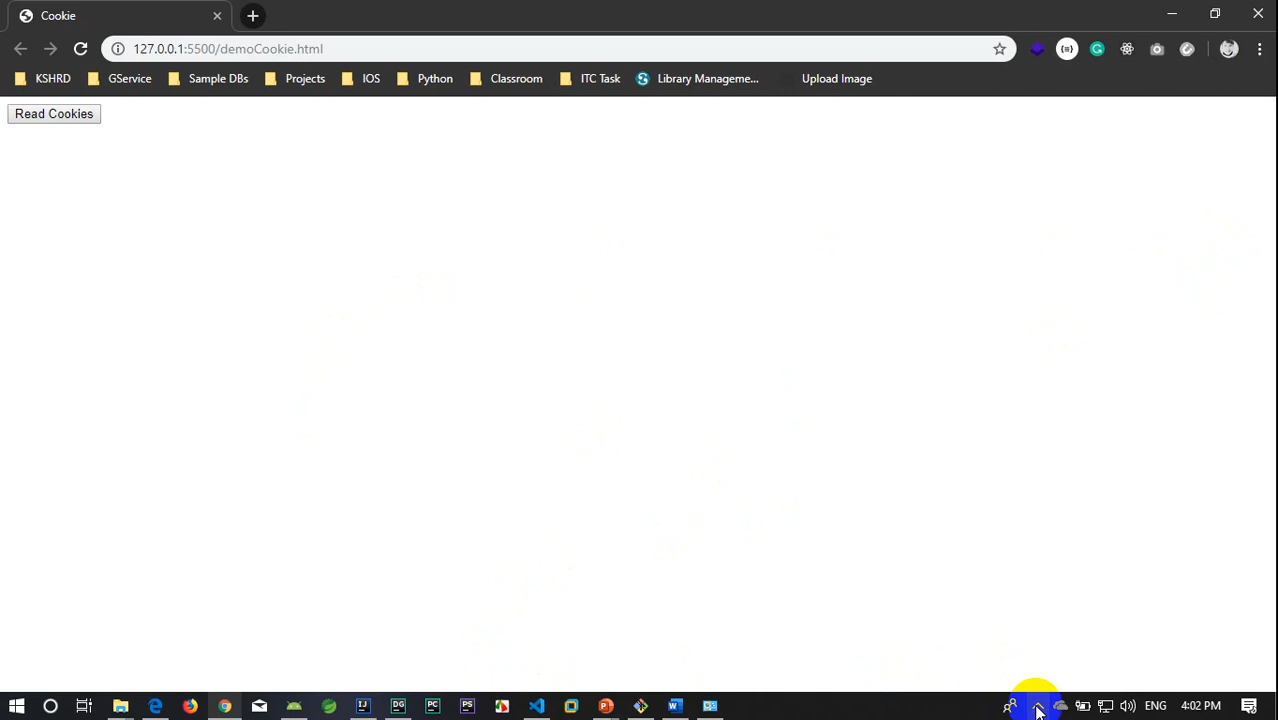 Cookie
127.0.0.1:5500/demoCookie.html
KSHRD GService Sample DBs Projects IOS Python Classroom ITC Task Library Manageme... Upload Image
Read Cookies
ENG 4:02 PM